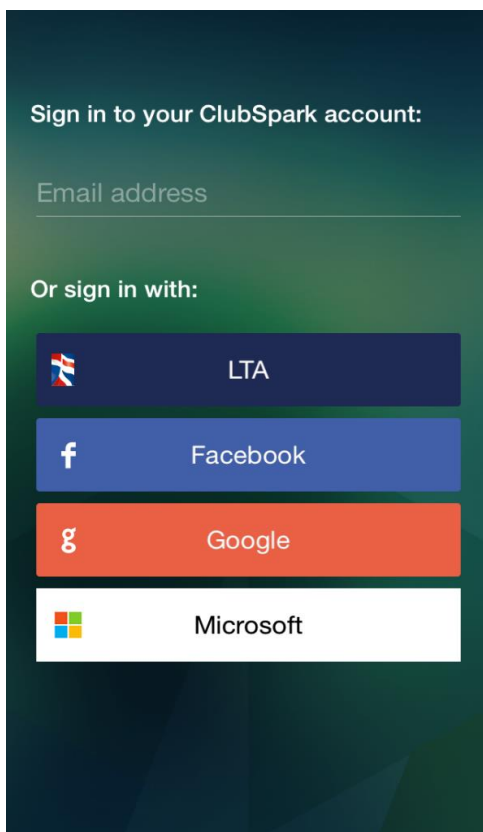 Sign in to your ClubSpark account:
Email address
Or sign in with:
LTA
f Facebook
g Google
Microsoft